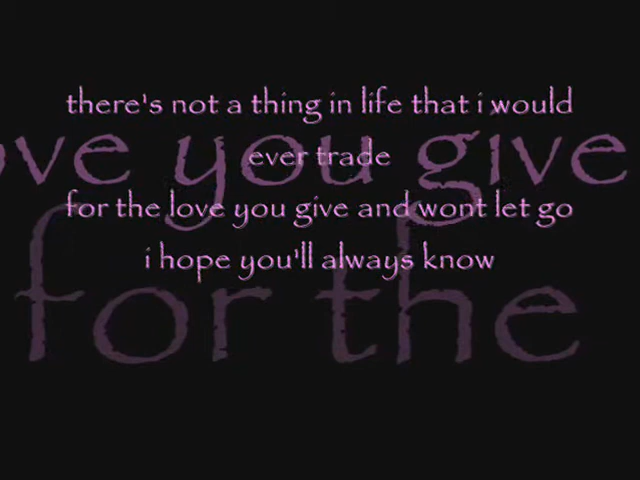 there's not a thing in life that i would
ove you give
ever trade
for the love you give and wont let go
i hope you'll always know
for the